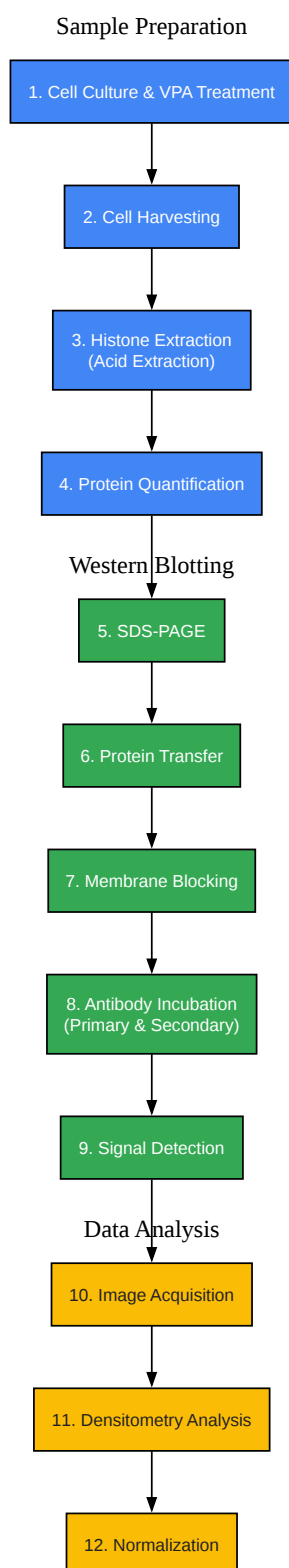 Sample Preparation
1. Cell Culture & VPA Treatment
2. Cell Harvesting
3. Histone Extraction
(Acid Extraction)
4. Protein Quantification
Western Blotting
5. SDS-PAGE
6. Protein Transfer
7. Membrane Blocking
8. Antibody Incubation
(Primary & Secondary)
9. Signal Detection
Data Analysis
10. Image Acquisition
11. Densitometry Analysis
12. Normalization